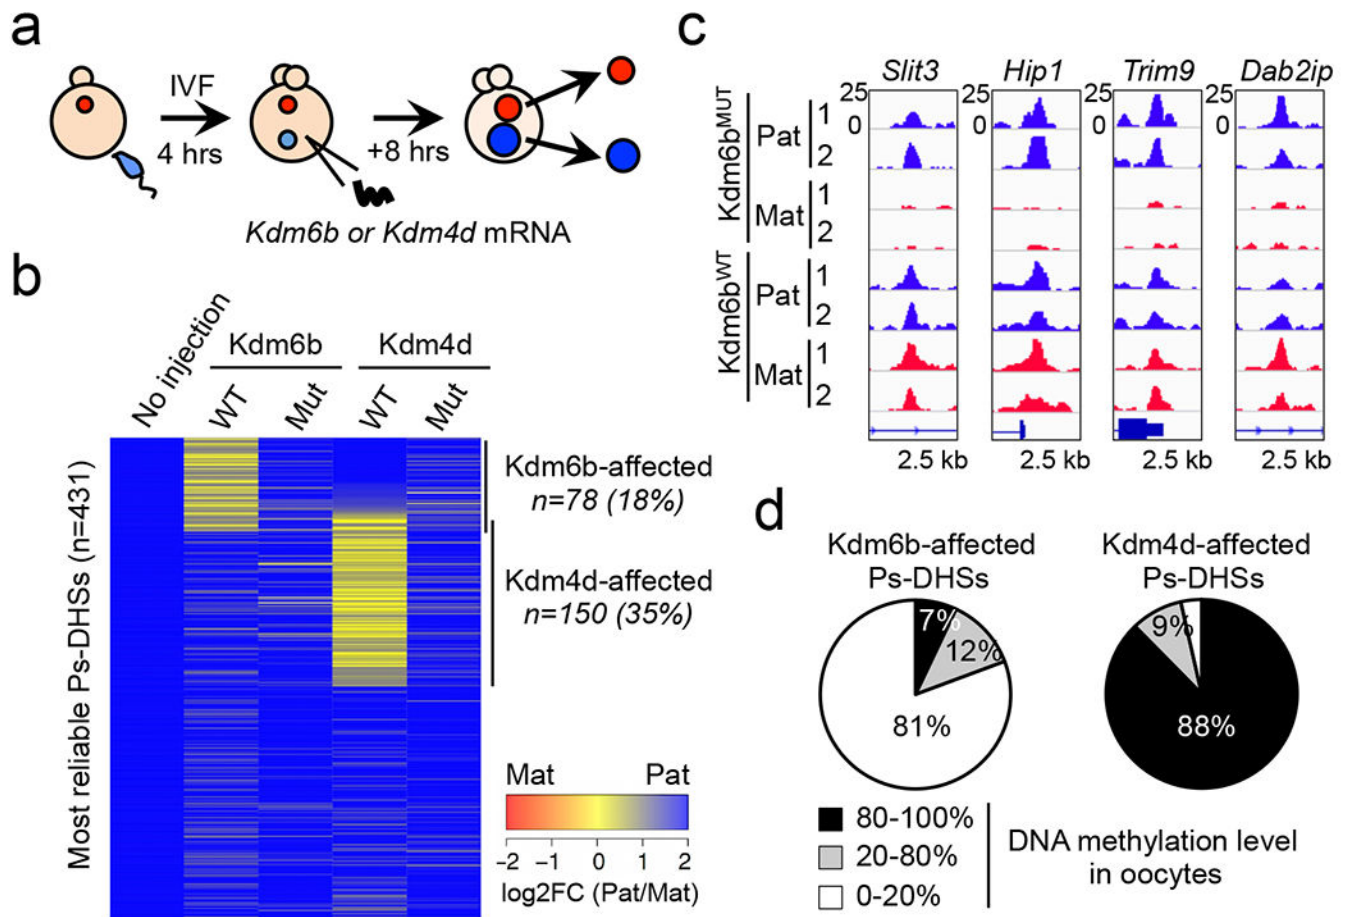 a
IVF
4 hrs
+8 hrs
Kdm6b or Kdm4d mRNA
b
No injection
Kdm6b
Kdm4d
WT
Mut
WT
Mut
Most reliable Ps-DHSs (n=431)
Kdm6b-affected
n=78 (18%)
Kdm4d-affected
n=150 (35%)
Mat
Pat
−2 −1 0 1 2
log2FC (Pat/Mat)
c
Slit3
Hip1
Trim9
Dab2ip
25
0
25
0
25
0
25
0
Kdm6bMUT
Pat
1
2
Mat
1
2
Kdm6bWT
Pat
1
2
Mat
1
2
2.5 kb
2.5 kb
2.5 kb
2.5 kb
d
Kdm6b-affected
Ps-DHSs
7%
12%
81%
Kdm4d-affected
Ps-DHSs
9%
88%
80-100%
20-80%
0-20%
DNA methylation level
in oocytes